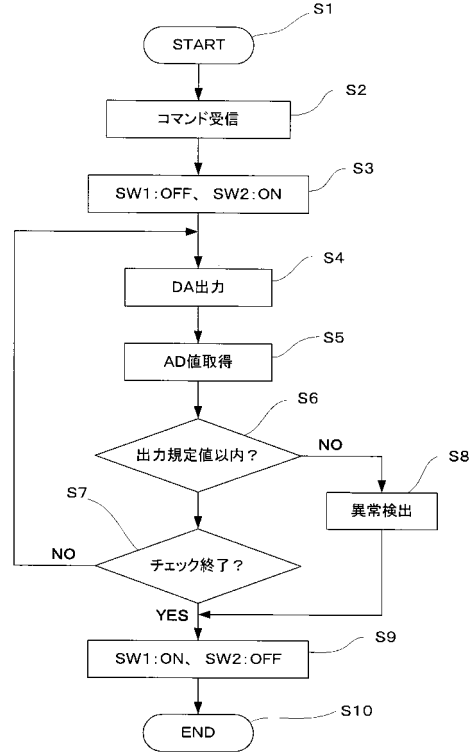 S1
START
S2
コマンド受信
S3
SW1:OFF、 SW2:ON
S4
DA出力
S5
AD値取得
S6
出力規定値以内?
NO
S8
異常検出
S7
チェック終了?
NO
YES
S9
SW1:ON、 SW2:OFF
S10
END